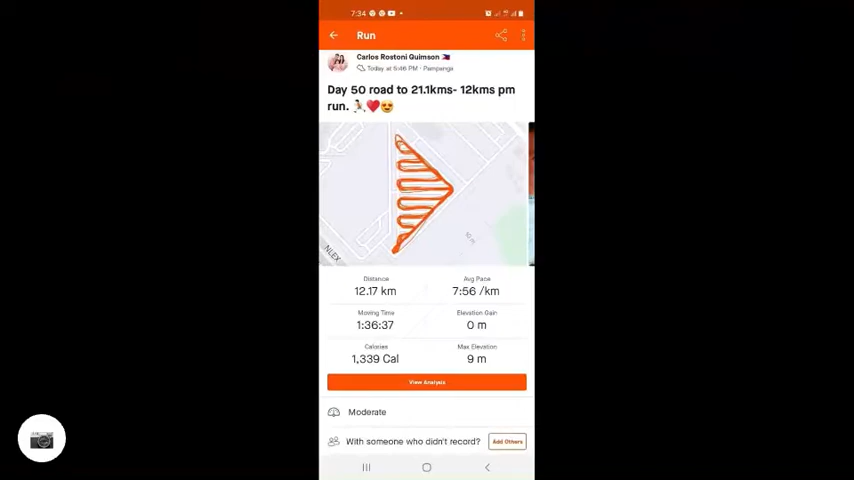 7:34
Run
Carlos Rostoni Quimson 🇵🇭
Today at 5:46 PM · Pampanga
Day 50 road to 21.1kms- 12kms pm
run. 🏃❤️😍
NLEX
10 m
Distance
12.17 km
Avg Pace
7:56 /km
Moving Time
1:36:37
Elevation Gain
0 m
Calories
1,339 Cal
Max Elevation
9 m
View Analysis
Moderate
With someone who didn't record?
Add Others